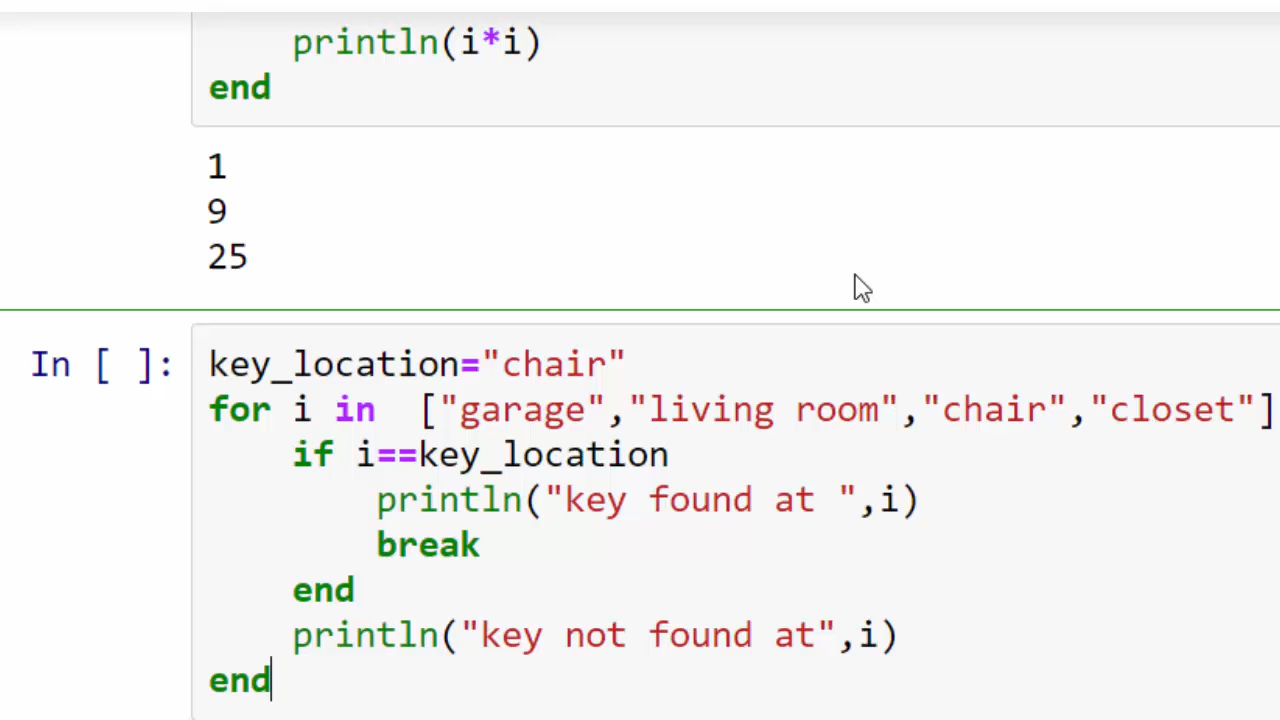 println(i*i)
end
1
9
25
In [ ]: key_location="chair"
for i in  ["garage","living room","chair","closet"]
    if i==key_location
        println("key found at ",i)
        break
    end
    println("key not found at",i)
end